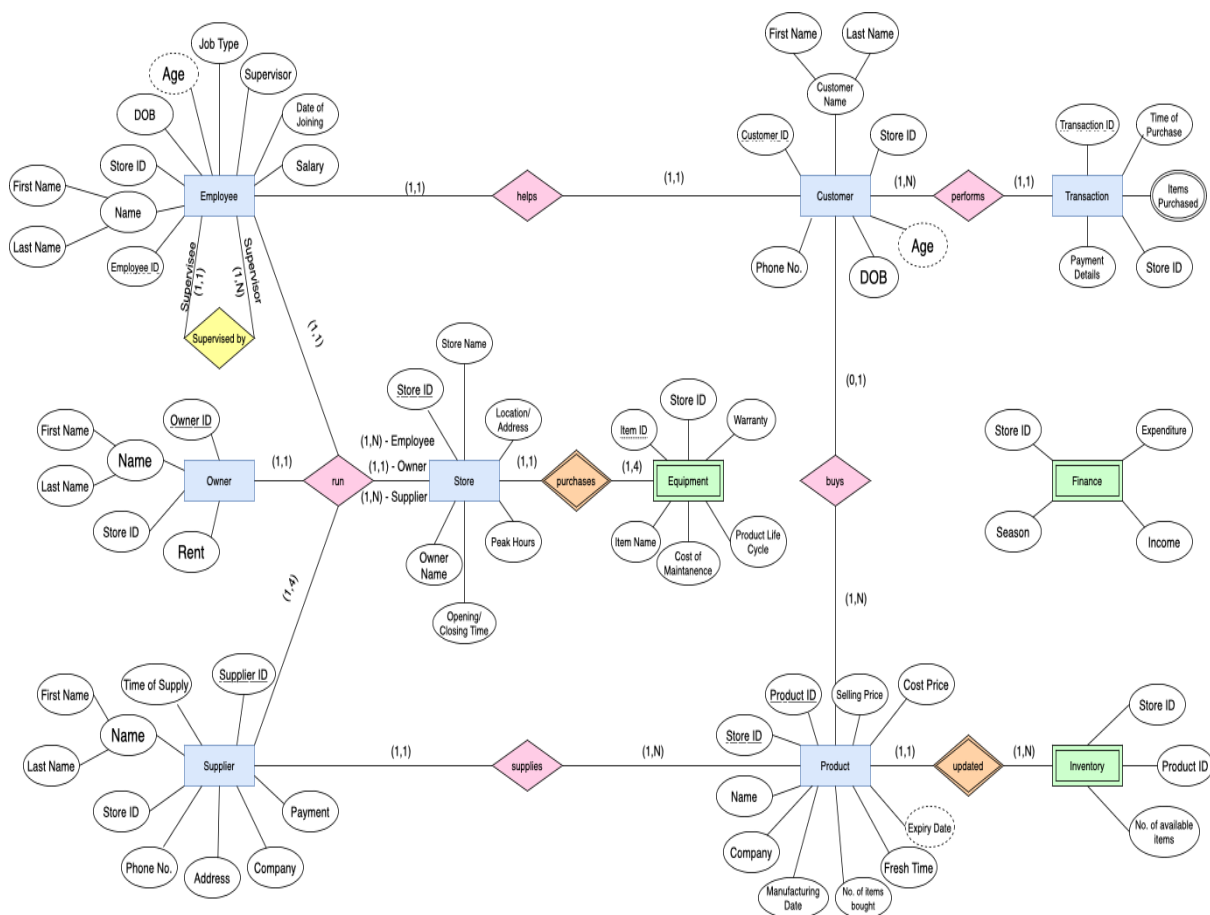 First Name
Last Name
Job Type
Age
Supervisor
Customer
Name
DOB
Date of
Joining
Customer ID
Store ID
Transaction ID
Time of
Purchase
Store ID
Salary
First Name
Employee
(1,1)
helps
(1,1)
Customer
(1,N)
performs
(1,1)
Transaction
Items
Purchased
Name
Last Name
Employee ID
Supervisee
(1,1)
Supervisor
(1,N)
Phone No.
DOB
Age
Payment
Details
Store ID
Supervised by
(1,1)
Store Name
(0,1)
Store ID
Store ID
Location/
Address
Item ID
Warranty
Owner ID
First Name
Name
Last Name
(1,1)
Owner
run
(1,N) - Employee
(1,1) - Owner
(1,N) - Supplier
Store
(1,1)
purchases
(1,4)
Equipment
buys
Store ID
Expenditure
Finance
Season
Income
Store ID
Rent
Owner
Name
Peak Hours
Item Name
Cost of
Maintanence
Product Life
Cycle
Opening/
Closing Time
(1,4)
(1,N)
First Name
Time of Supply
Supplier ID
Name
Last Name
Product ID
Selling Price
Cost Price
Store ID
Store ID
Supplier
(1,1)
supplies
(1,N)
Product
(1,1)
updated
(1,N)
Inventory
Product ID
Store ID
Payment
Phone No.
Address
Company
Name
Company
Manufacturing
Date
No. of items
bought
Fresh Time
Expiry Date
No. of available
items